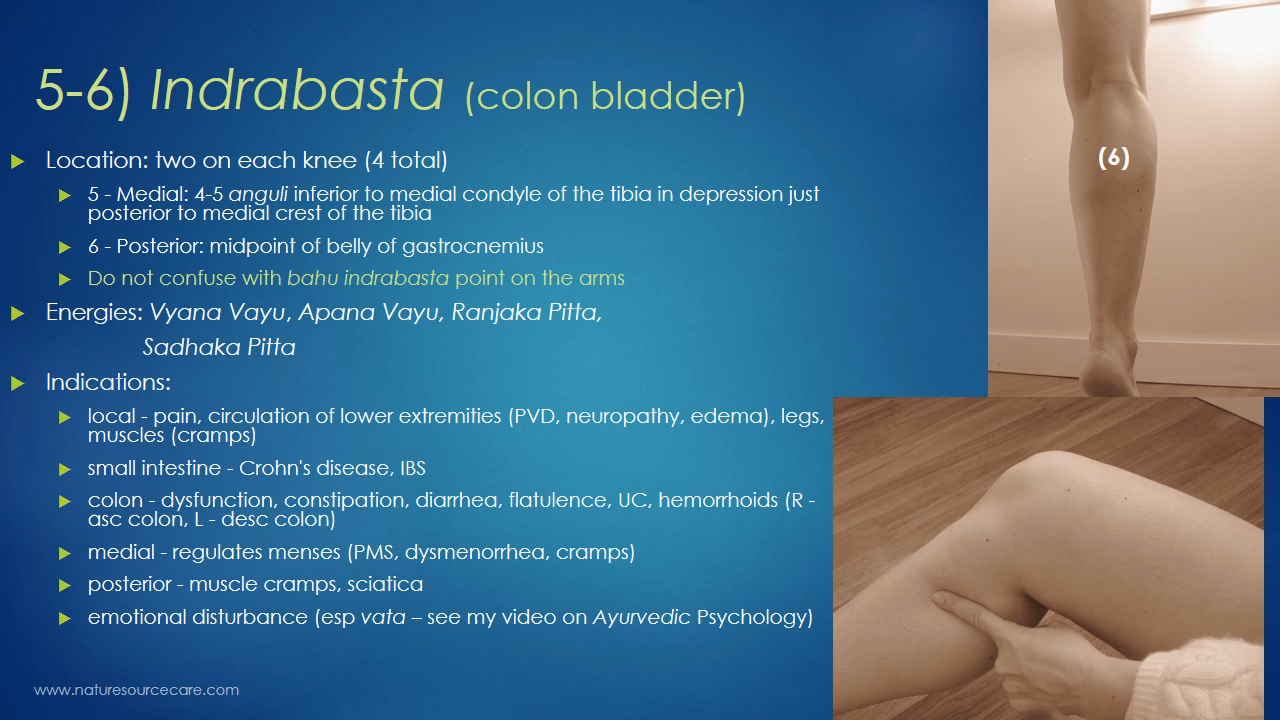 5-6) Indrabasta (colon bladder)
Location: two on each knee (4 total)
5 - Medial: 4-5 anguli inferior to medial condyle of the tibia in depression just
posterior to medial crest of the tibia
6 - Posterior: midpoint of belly of gastrocnemius
Do not confuse with bahu indrabasta point on the arms
Energies: Vyana Vayu, Apana Vayu, Ranjaka Pitta,
Sadhaka Pitta
Indications:
local - pain, circulation of lower extremities (PVD, neuropathy, edema), legs,
muscles (cramps)
small intestine - Crohn's disease, IBS
colon - dysfunction, constipation, diarrhea, flatulence, UC, hemorrhoids (R -
asc colon, L - desc colon)
medial - regulates menses (PMS, dysmenorrhea, cramps)
posterior - muscle cramps, sciatica
emotional disturbance (esp vata – see my video on Ayurvedic Psychology)
www.naturesourcecare.com
(6)